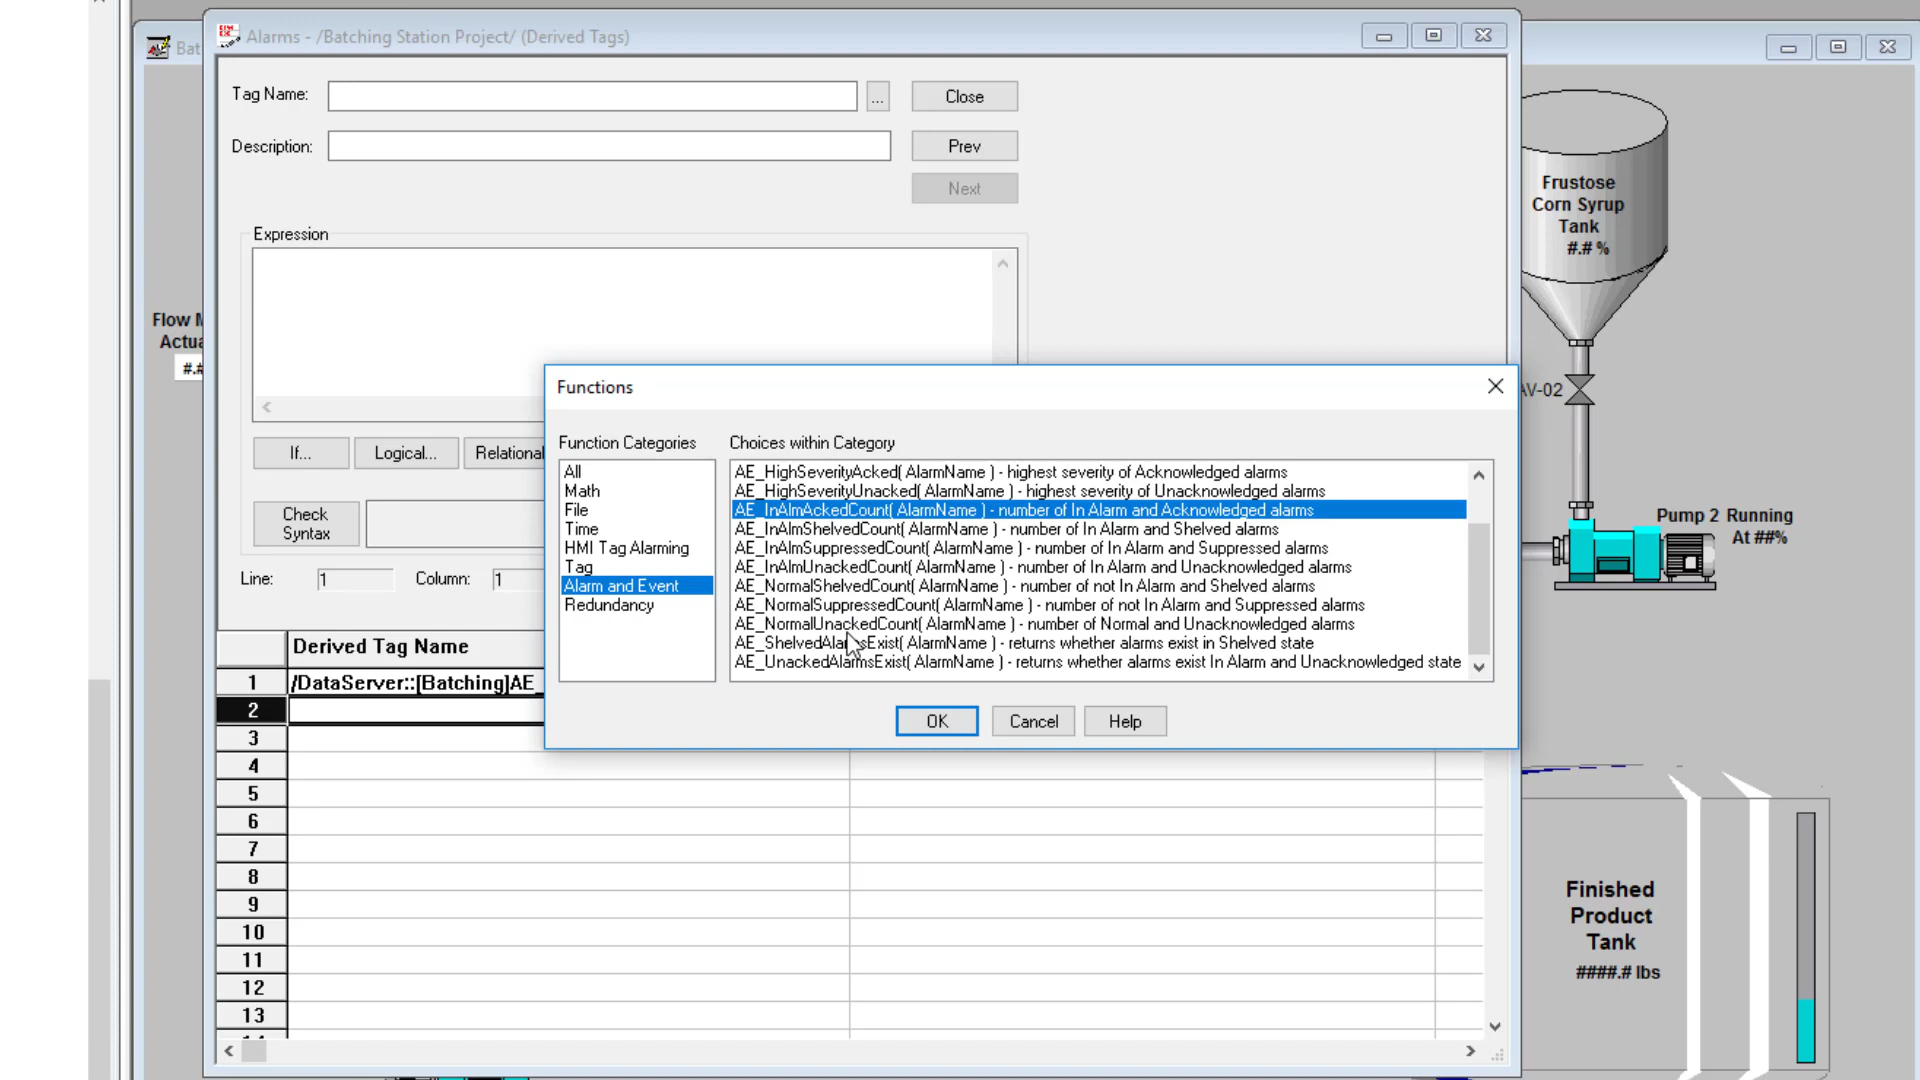 Bat
Alarms - /Batching Station Project/ (Derived Tags)
Tag Name:
...
Close
Description:
Prev
Next
Expression
If...
Logical...
Relational
Check
Syntax
Line:
1
Column:
1
Derived Tag Name
1
/DataServer::[Batching]AE_
2
3
4
5
6
7
8
9
10
11
12
13
Functions
Function Categories
Choices within Category
All
Math
File
Time
HMI Tag Alarming
Tag
Alarm and Event
Redundancy
AE_HighSeverityAcked( AlarmName ) - highest severity of Acknowledged alarms
AE_HighSeverityUnacked( AlarmName ) - highest severity of Unacknowledged alarms
AE_InAlmAckedCount( AlarmName ) - number of In Alarm and Acknowledged alarms
AE_InAlmShelvedCount( AlarmName ) - number of In Alarm and Shelved alarms
AE_InAlmSuppressedCount( AlarmName ) - number of In Alarm and Suppressed alarms
AE_InAlmUnackedCount( AlarmName ) - number of In Alarm and Unacknowledged alarms
AE_NormalShelvedCount( AlarmName ) - number of not In Alarm and Shelved alarms
AE_NormalSuppressedCount( AlarmName ) - number of not In Alarm and Suppressed alarms
AE_NormalUnackedCount( AlarmName ) - number of Normal and Unacknowledged alarms
AE_ShelvedAlarmsExist( AlarmName ) - returns whether alarms exist in Shelved state
AE_UnackedAlarmsExist( AlarmName ) - returns whether alarms exist In Alarm and Unacknowledged state
OK
Cancel
Help
Flow
Actua
#.#
Frustose
Corn Syrup
Tank
#.# %
AV-02
Pump 2 Running
At ##%
Finished
Product
Tank
####.# lbs